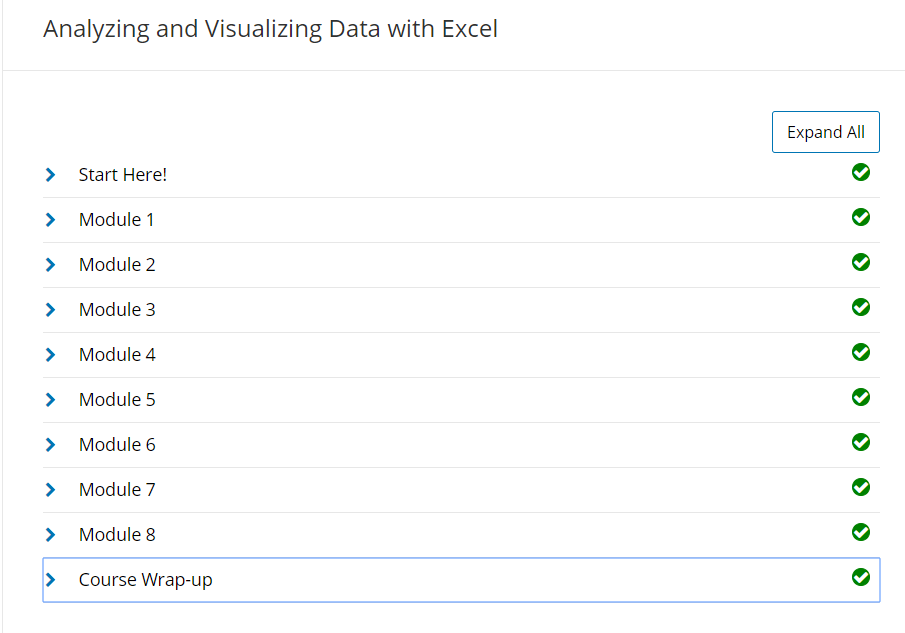 Analyzing and Visualizing Data with Excel
Expand All
Start Here!
Module 1
Module 2
Module 3
Module 4
Module 5
Module 6
Module 7
Module 8
Course Wrap-up